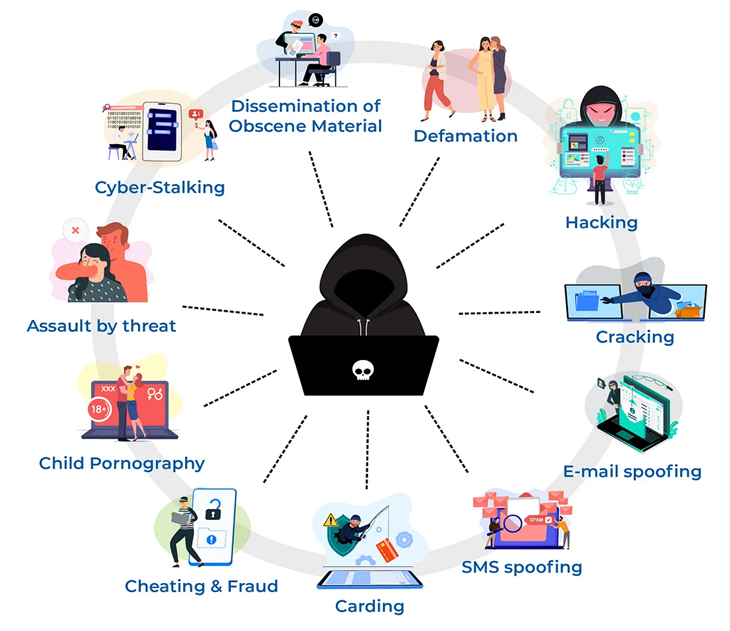 Dissemination of
Obscene Material
Defamation
Cyber-Stalking
Hacking
Assault by threat
Cracking
XXX
18+
Child Pornography
E-mail spoofing
SPAM
SMS spoofing
Cheating & Fraud
Carding